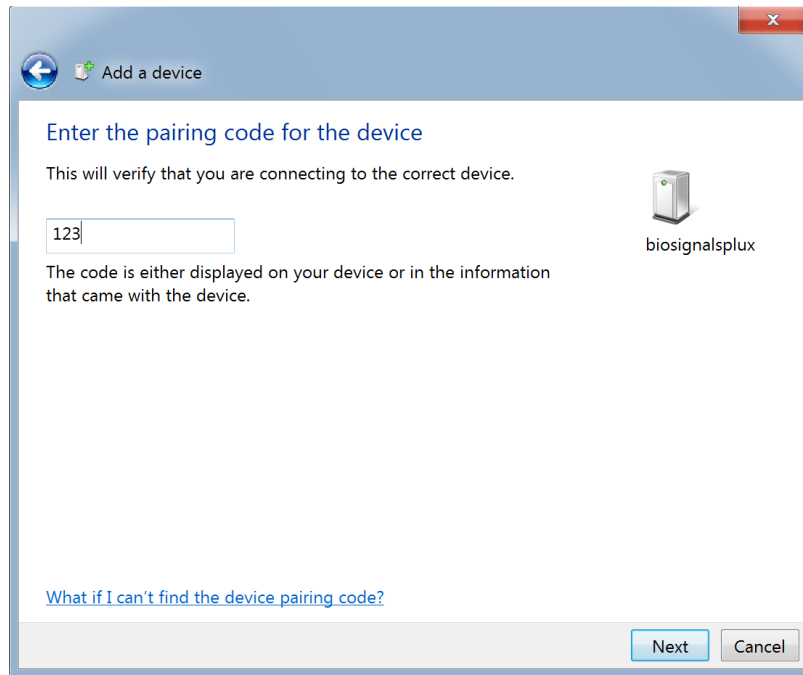 Add a device
Enter the pairing code for the device
This will verify that you are connecting to the correct device.
123
biosignalsplux
The code is either displayed on your device or in the information
that came with the device.
What if I can't find the device pairing code?
Next
Cancel